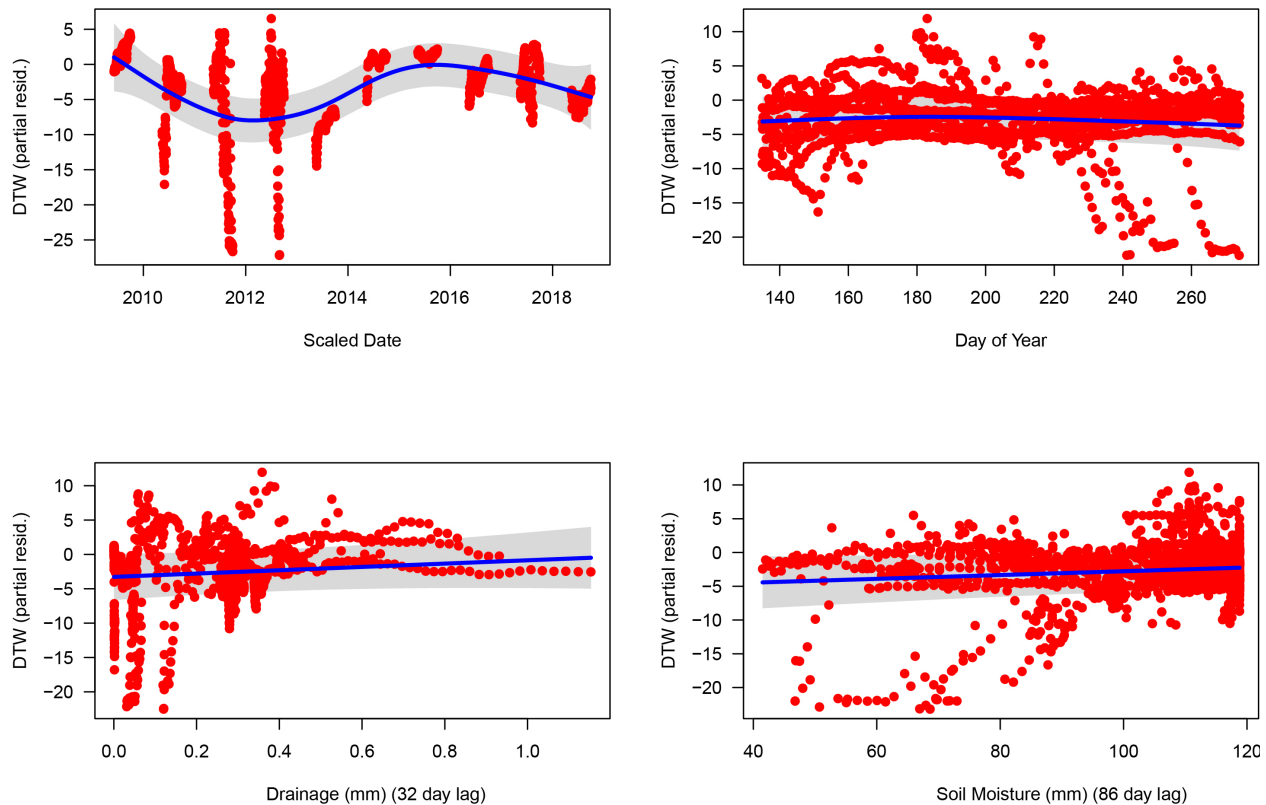 DTW (partial resid.)
5
0
−5
−10
−15
−20
−25
2010 2012 2014 2016 2018
Scaled Date
DTW (partial resid.)
10
5
0
−5
−10
−15
−20
140 160 180 200 220 240 260
Day of Year
DTW (partial resid.)
10
5
0
−5
−10
−15
−20
0.0 0.2 0.4 0.6 0.8 1.0
Drainage (mm) (32 day lag)
DTW (partial resid.)
10
5
0
−5
−10
−15
−20
40 60 80 100 120
Soil Moisture (mm) (86 day lag)